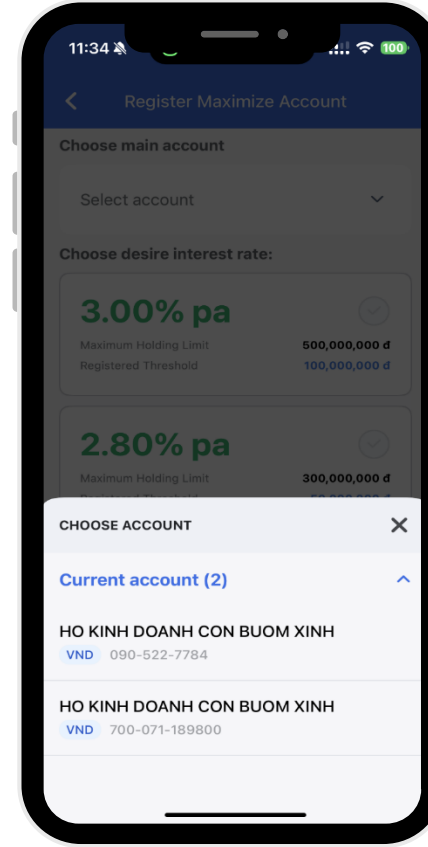 11:34
100
Register Maximize Account
Choose main account
Select account
Choose desire interest rate:
3.00% pa
Maximum Holding Limit 500,000,000 đ
Registered Threshold 100,000,000 đ
2.80% pa
Maximum Holding Limit 300,000,000 đ
CHOOSE ACCOUNT
Current account (2)
HO KINH DOANH CON BUOM XINH
VND 090-522-7784
HO KINH DOANH CON BUOM XINH
VND 700-071-189800